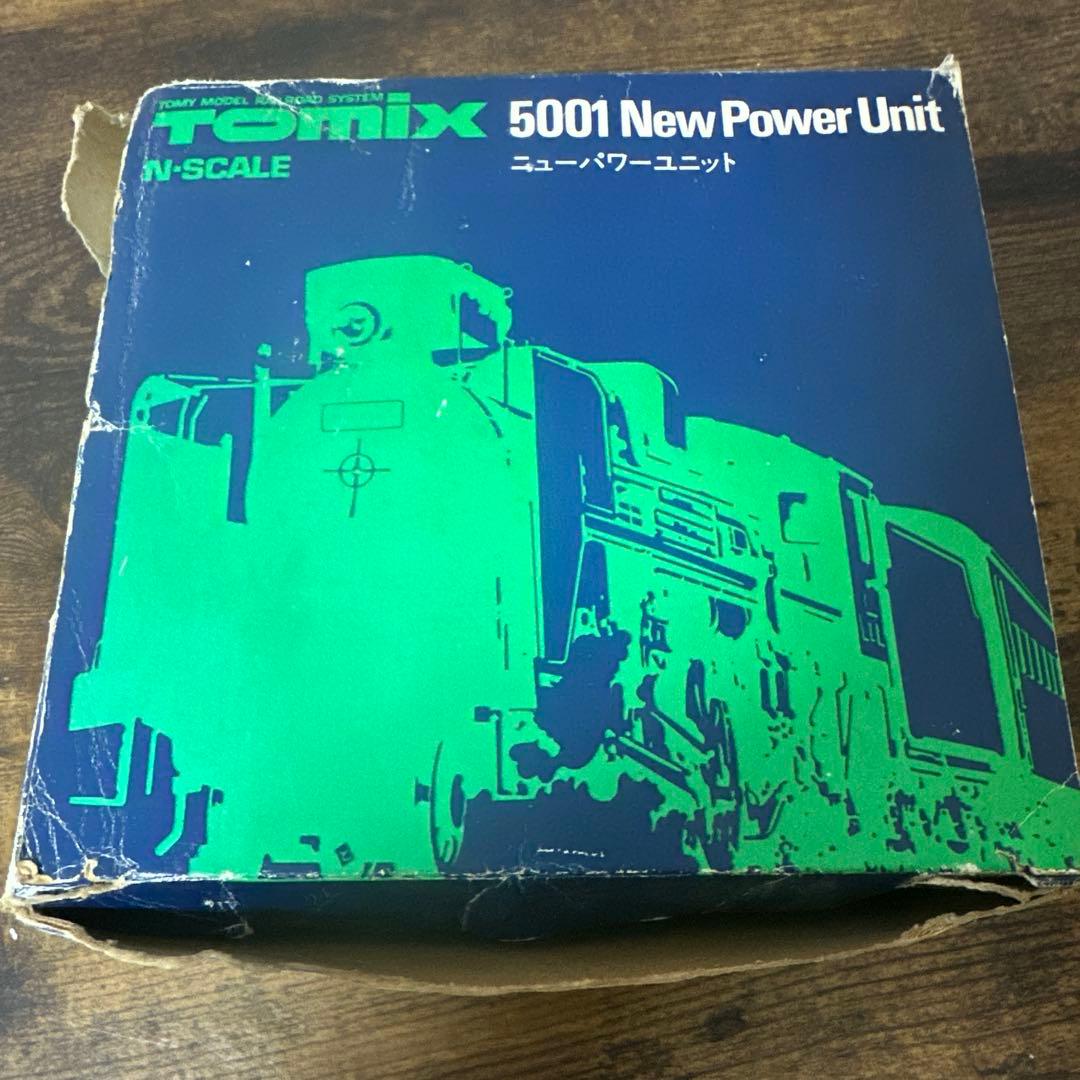 TOMY MODEL RAILROAD SYSTEM
TOMIX 5001 New Power Unit
N-SCALE ニューパワーユニット